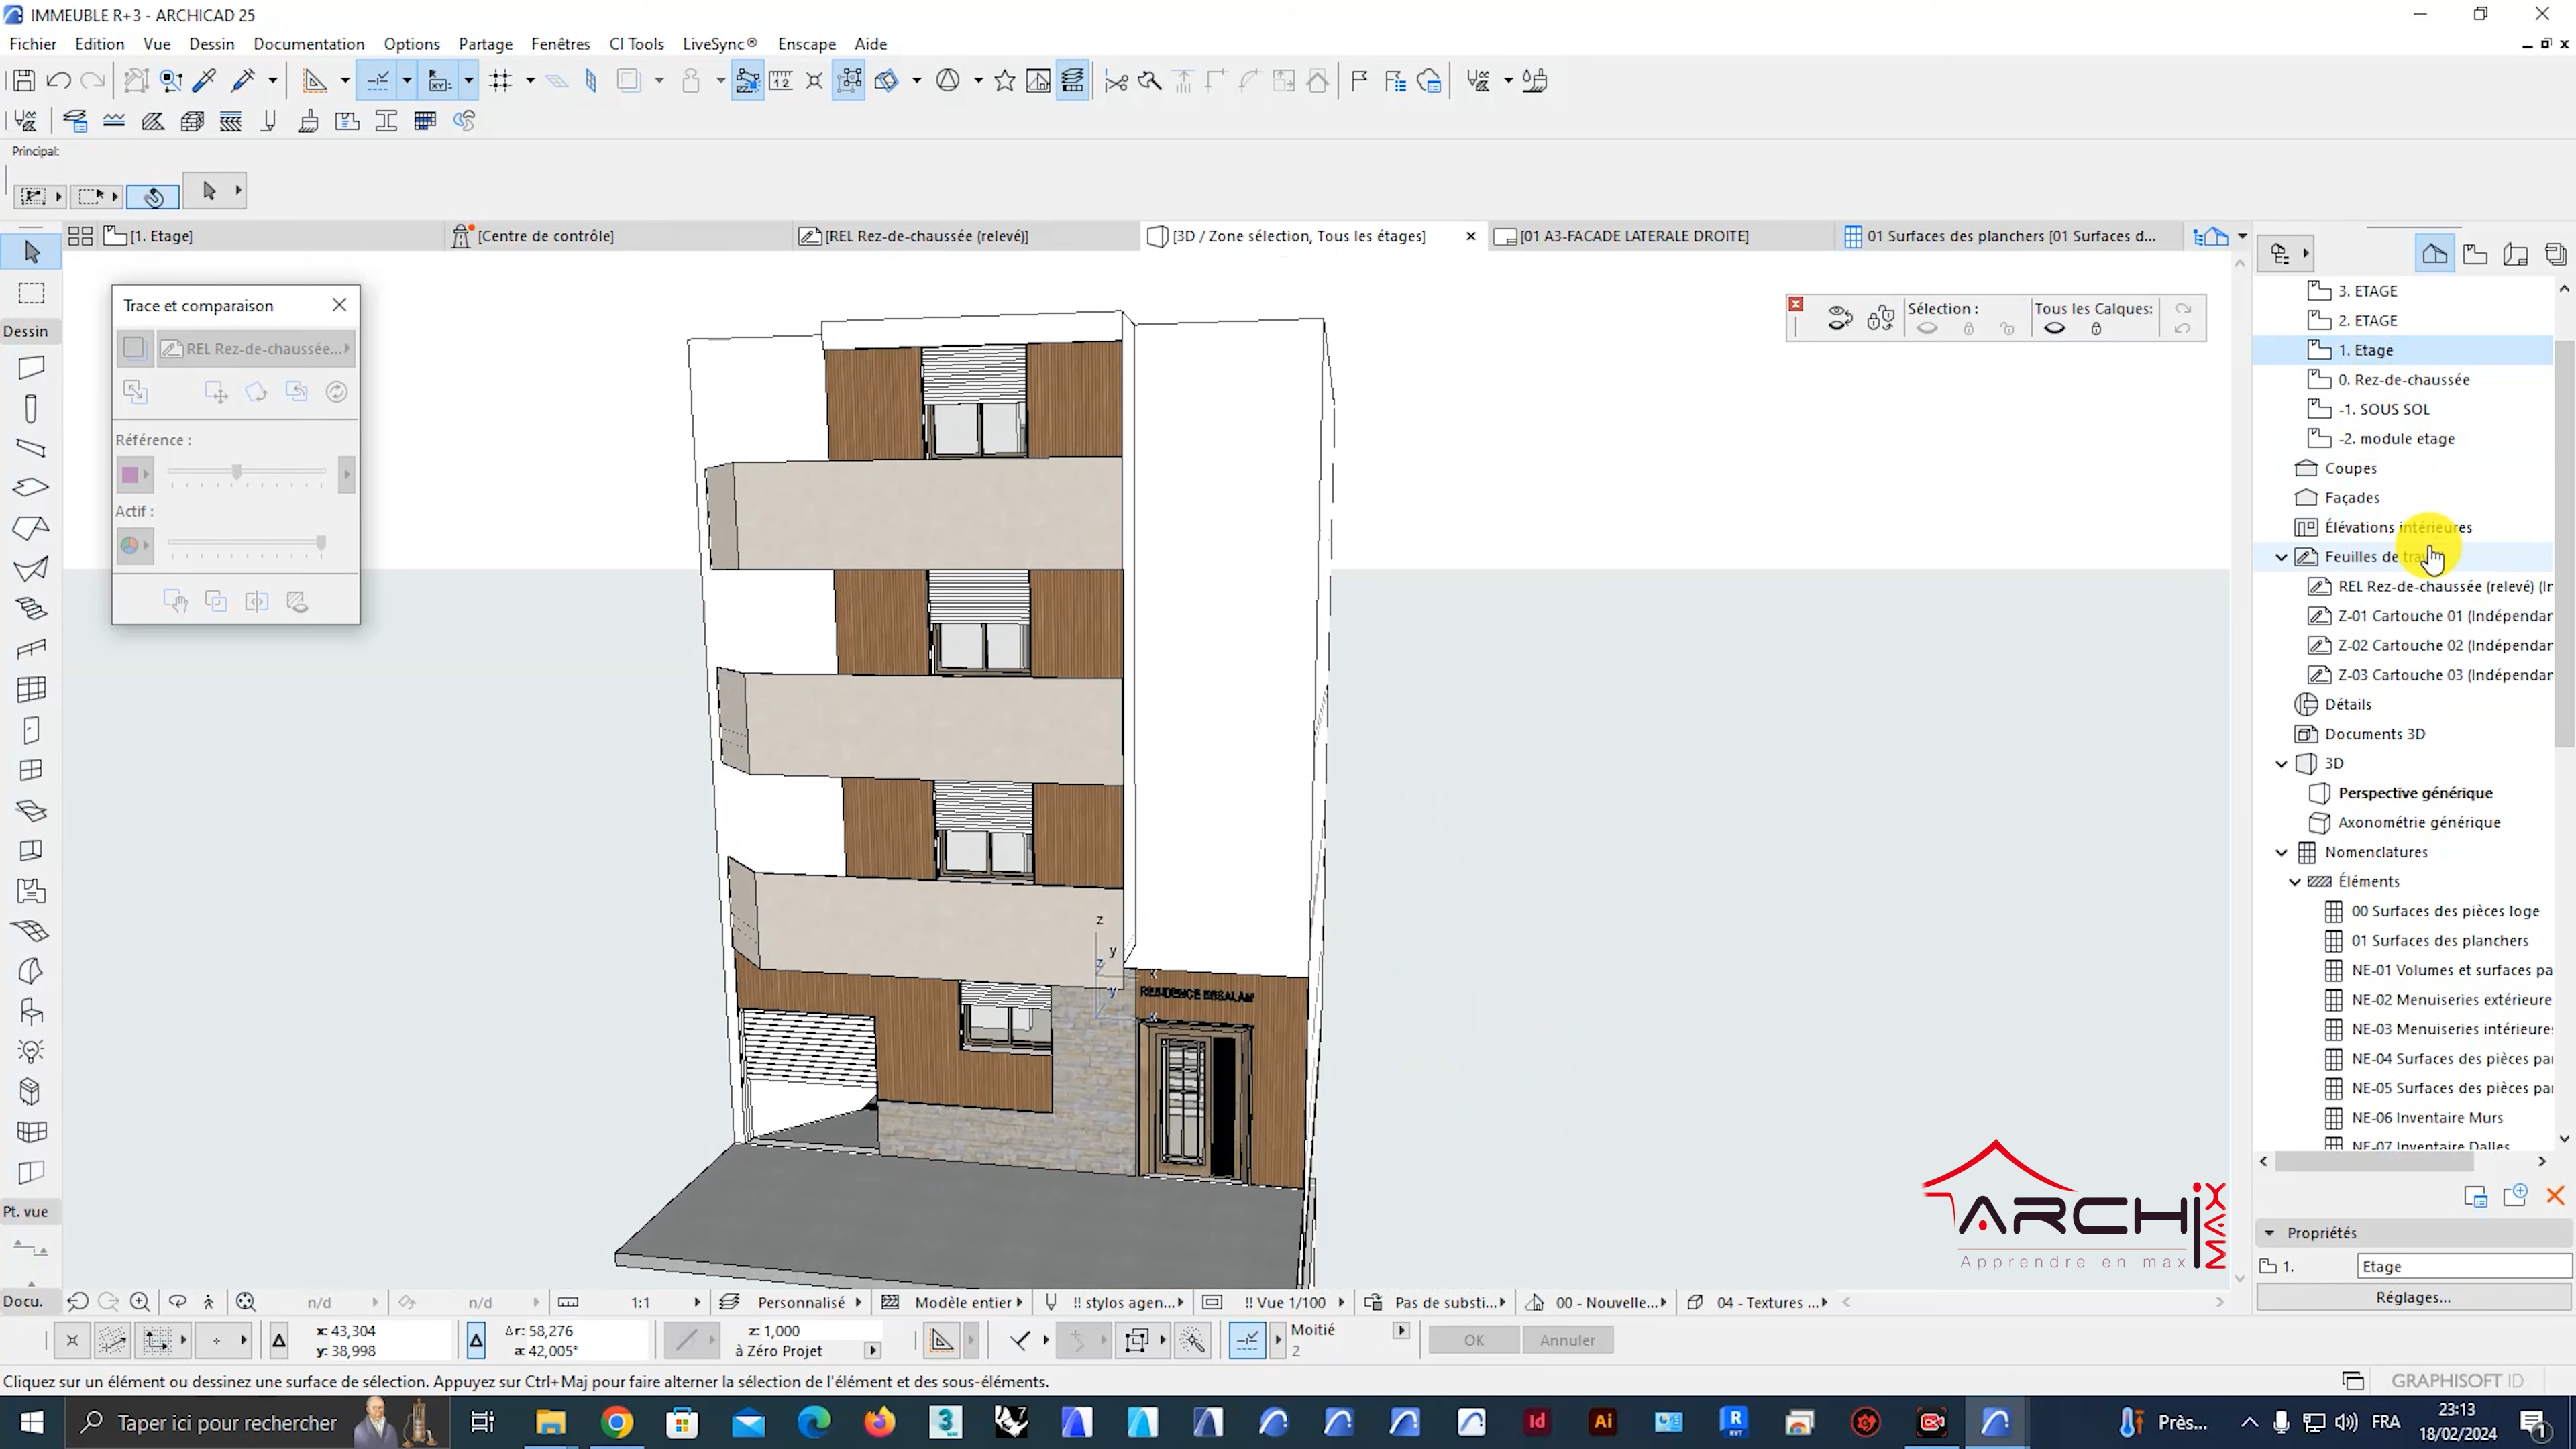 IMMEUBLE R+3 - ARCHICAD 25
Fichier Edition Vue Dessin Documentation Options Partage Fenêtres CI Tools LiveSync® Enscape Aide
Principal:
[1. Etage] [Centre de contrôle] [REL Rez-de-chaussée (relevé)] [3D / Zone sélection, Tous les étages] [01 A3-FACADE LATERALE DROITE] 01 Surfaces des planchers [01 Surfaces d...
Dessin
Trace et comparaison
REL Rez-de-chaussée...
Référence :
Actif :
Sélection :
Tous les Calques:
3. ETAGE
2. ETAGE
1. Etage
0. Rez-de-chaussée
-1. SOUS SOL
-2. module etage
Coupes
Façades
Élévations intérieures
Feuilles de
REL Rez-de-chaussée (relevé) (Ir
Z-01 Cartouche 01 (Indépendar
Z-02 Cartouche 02 (Indépendar
Z-03 Cartouche 03 (Indépendar
Détails
Documents 3D
3D
Perspective générique
Axonométrie générique
Nomenclatures
Éléments
00 Surfaces des pièces loge
01 Surfaces des planchers
NE-01 Volumes et surfaces pa
NE-02 Menuiseries extérieure
NE-03 Menuiseries intérieures
NE-04 Surfaces des pièces pa
NE-05 Surfaces des pièces pa
NE-06 Inventaire Murs
NE-07 Inventaire Dalles
z
y
z
x
y
x
RESIDENCE ESSALAM
ARCHI
XAM
Apprendre en max
Propriétés
1. Etage
Réglages...
Pt. vue
Docu.
n/d n/d 1:1 Personnalisé Modèle entier !! stylos agen... !! Vue 1/100 Pas de substi... 00 - Nouvelle... 04 - Textures ...
x: 43,304
y: 38,998
Δr: 58,276
a: 42,005°
z: 1,000
à Zéro Projet
Moitié
2
OK Annuler
Cliquez sur un élément ou dessinez une surface de sélection. Appuyez sur Ctrl+Maj pour faire alterner la sélection de l'élément et des sous-éléments.
GRAPHISOFT ID
Taper ici pour rechercher
Près... FRA
23:13
18/02/2024
1